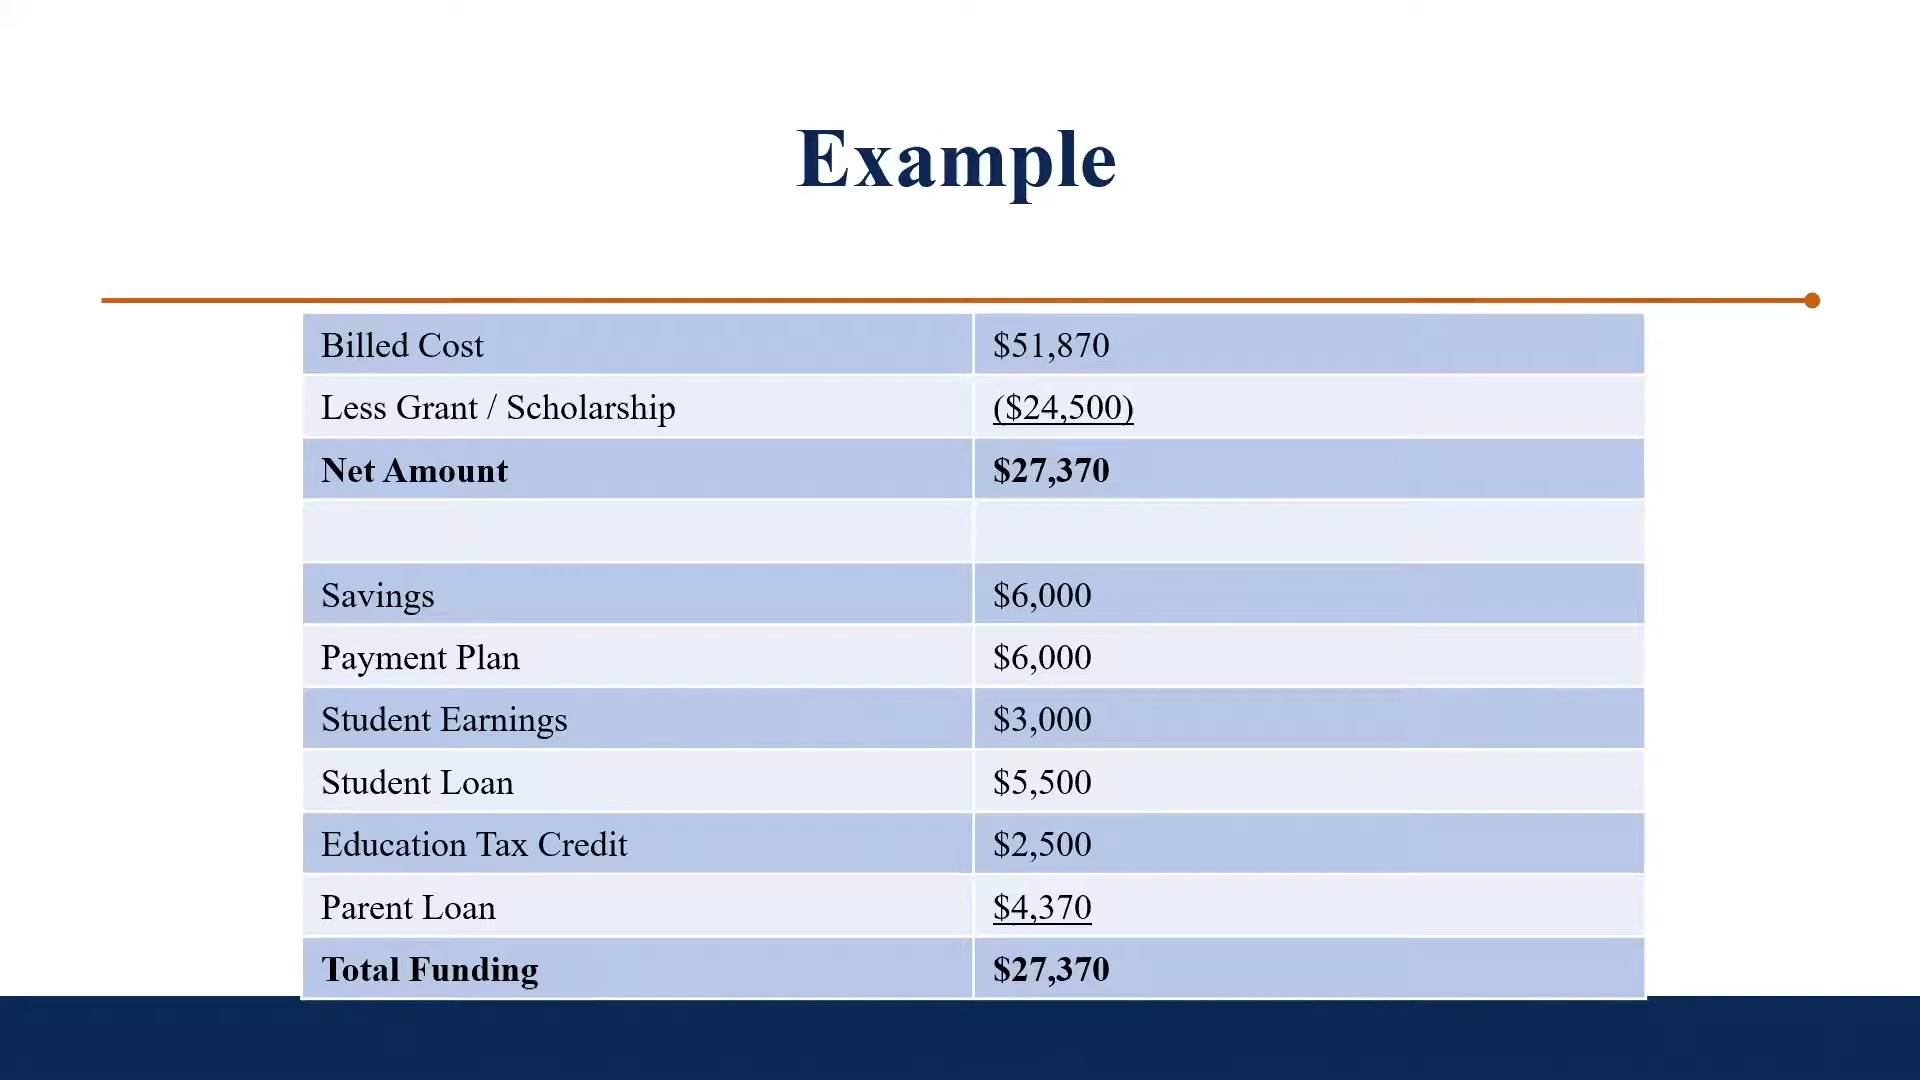 Example
Billed Cost $51,870
Less Grant / Scholarship ($24,500)
Net Amount $27,370
Savings $6,000
Payment Plan $6,000
Student Earnings $3,000
Student Loan $5,500
Education Tax Credit $2,500
Parent Loan $4,370
Total Funding $27,370